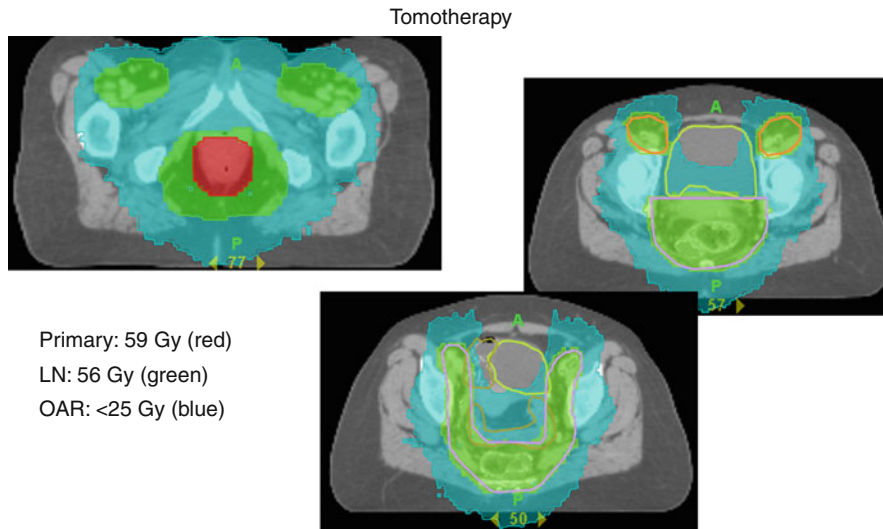 Tomotherapy
A
P
77
A
P
57
A
P
50
Primary: 59 Gy (red)
LN: 56 Gy (green)
OAR: <25 Gy (blue)